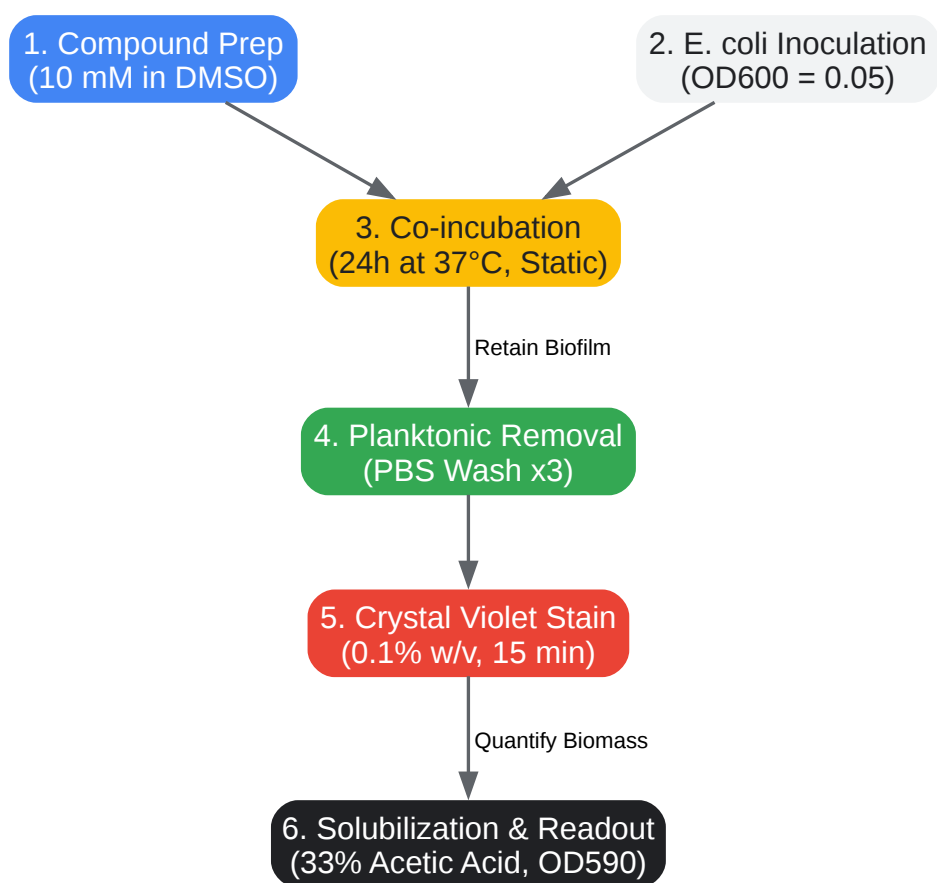 1. Compound Prep
(10 mM in DMSO)
2. E. coli Inoculation
(OD600 = 0.05)
3. Co-incubation
(24h at 37°C, Static)
Retain Biofilm
4. Planktonic Removal
(PBS Wash x3)
5. Crystal Violet Stain
(0.1% w/v, 15 min)
Quantify Biomass
6. Solubilization & Readout
(33% Acetic Acid, OD590)